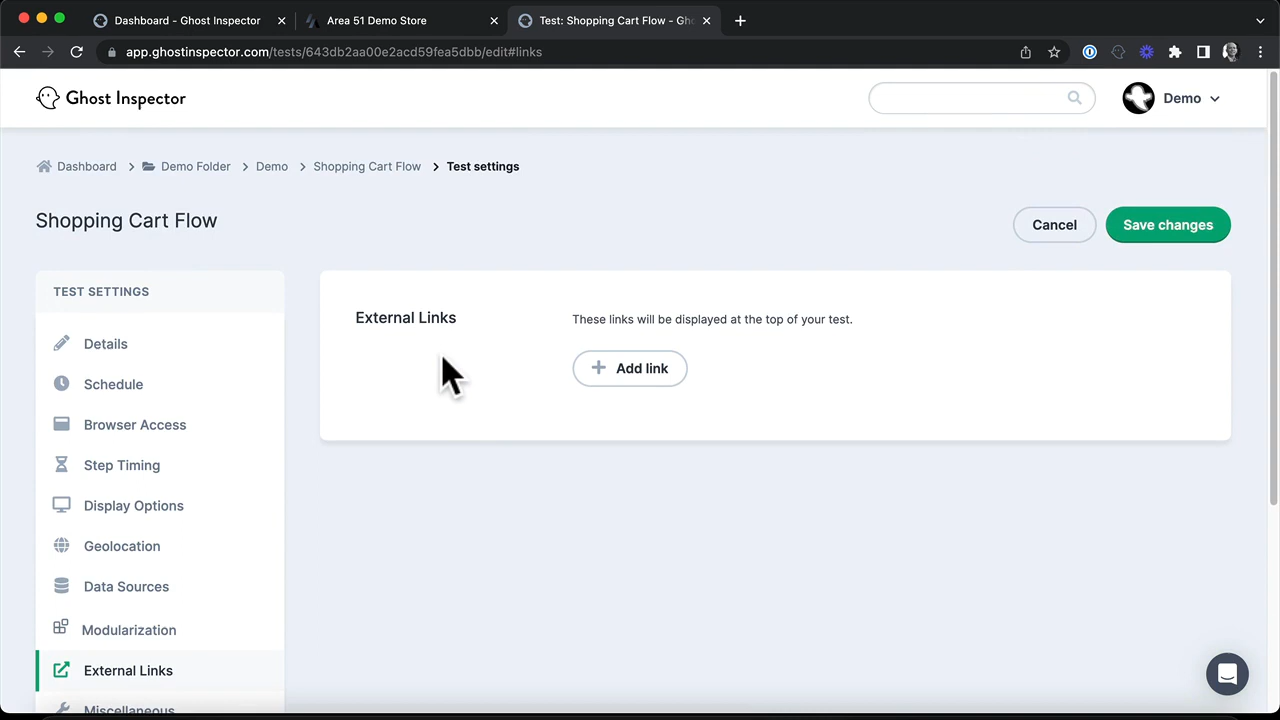 Dashboard - Ghost Inspector
Area 51 Demo Store
Test: Shopping Cart Flow - Gho
app.ghostinspector.com/tests/643db2aa00e2acd59fea5dbb/edit#links
Ghost Inspector
Demo
Dashboard > Demo Folder > Demo > Shopping Cart Flow > Test settings
Shopping Cart Flow
Cancel
Save changes
TEST SETTINGS
Details
Schedule
Browser Access
Step Timing
Display Options
Geolocation
Data Sources
Modularization
External Links
Miscellaneous
External Links
These links will be displayed at the top of your test.
+ Add link